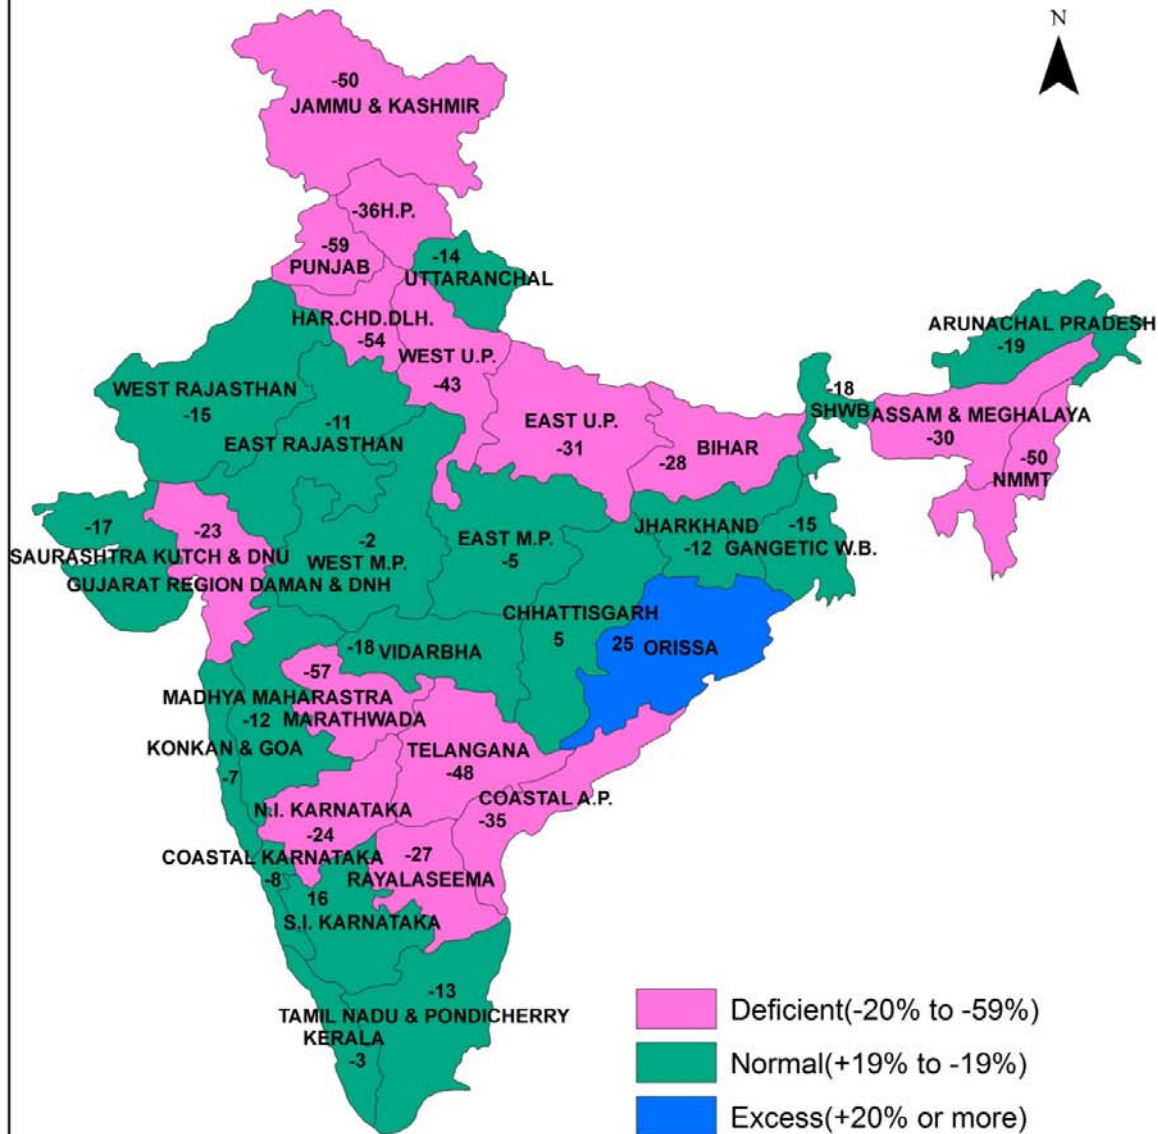 N
-50
JAMMU & KASHMIR
-36H.P.
-59
PUNJAB
-14
UTTARANCHAL
HAR.CHD.DLH.
-54
WEST U.P.
-43
ARUNACHAL PRADESH
-19
WEST RAJASTHAN
-15
-11
EAST RAJASTHAN
EAST U.P.
-31
BIHAR
-28
-18
SHWB
ASSAM & MEGHALAYA
-30
-50
NMMT
-17
SAURASHTRA KUTCH & DNU
-23
GUJARAT REGION DAMAN & DNH
-2
WEST M.P.
EAST M.P.
-5
JHARKHAND
-12
-15
GANGETIC W.B.
CHHATTISGARH
5
25 ORISSA
-18 VIDARBHA
-57
MADHYA MAHARASTRA
-12
MARATHWADA
KONKAN & GOA
-7
TELANGANA
-48
COASTAL A.P.
-35
N.I. KARNATAKA
-24
COASTAL KARNATAKA
-8
-27
RAYALASEEMA
16
S.I. KARNATAKA
-13
TAMIL NADU & PONDICHERRY
KERALA
-3
Deficient(-20% to -59%)
Normal(+19% to -19%)
Excess(+20% or more)